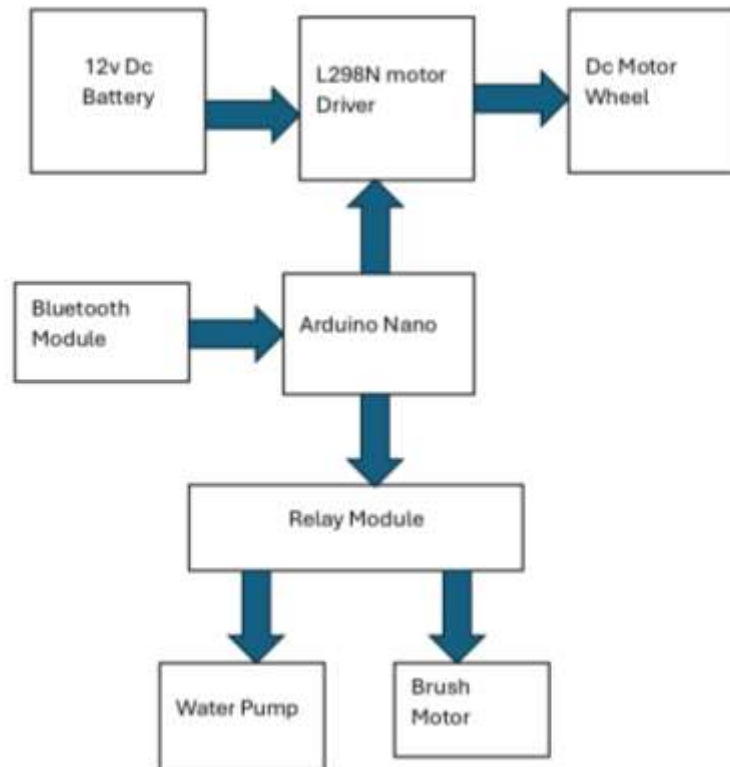 12v Dc
Battery
L298N motor
Driver
Dc Motor
Wheel
Bluetooth
Module
Arduino Nano
Relay Module
Water Pump
Brush
Motor